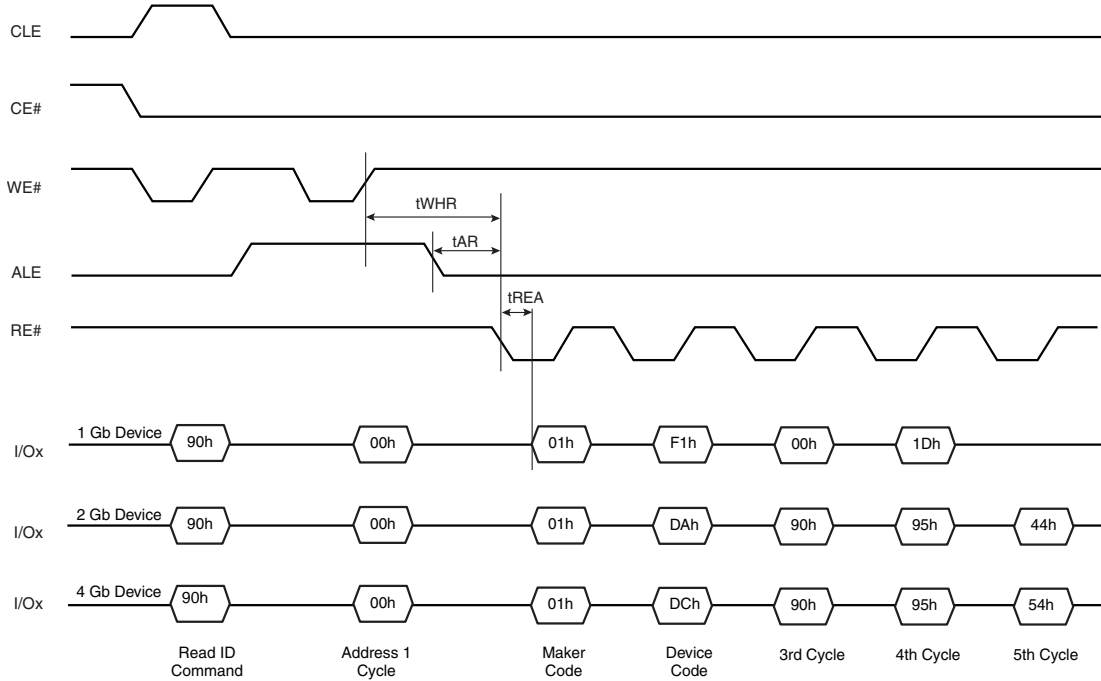 CLE
CE#
WE#
tWHR
tAR
ALE
tREA
RE#
1 Gb Device
I/Ox
90h
00h
01h
F1h
00h
1Dh
2 Gb Device
I/Ox
90h
00h
01h
DAh
90h
95h
44h
4 Gb Device
I/Ox
90h
00h
01h
DCh
90h
95h
54h
Read ID
Command
Address 1
Cycle
Maker
Code
Device
Code
3rd Cycle
4th Cycle
5th Cycle